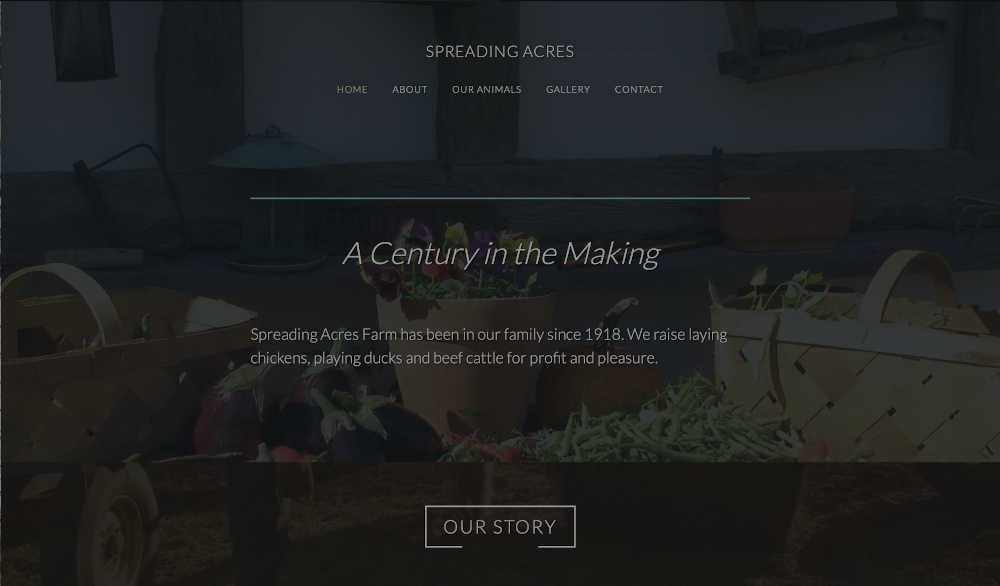 SPREADING ACRES
HOME ABOUT OUR ANIMALS GALLERY CONTACT
A Century in the Making
Spreading Acres Farm has been in our family since 1918. We raise laying
chickens, playing ducks and beef cattle for profit and pleasure.
OUR STORY